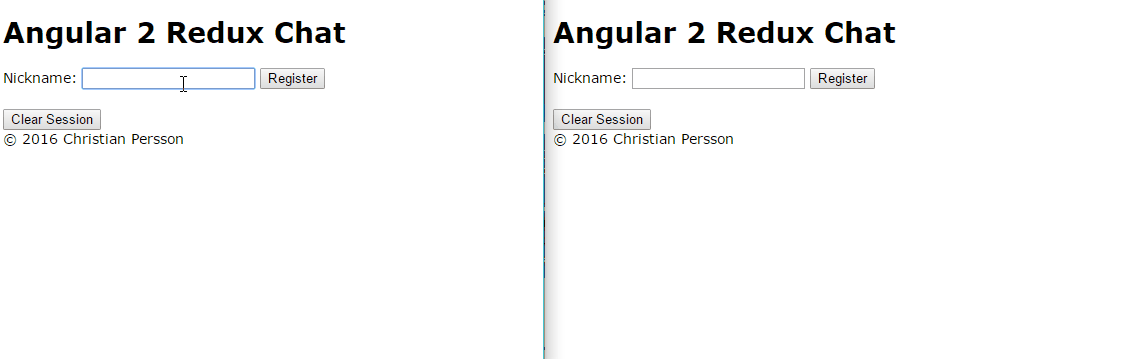 Angular 2 Redux Chat
Nickname: Register
Clear Session
© 2016 Christian Persson
Angular 2 Redux Chat
Nickname: Register
Clear Session
© 2016 Christian Persson